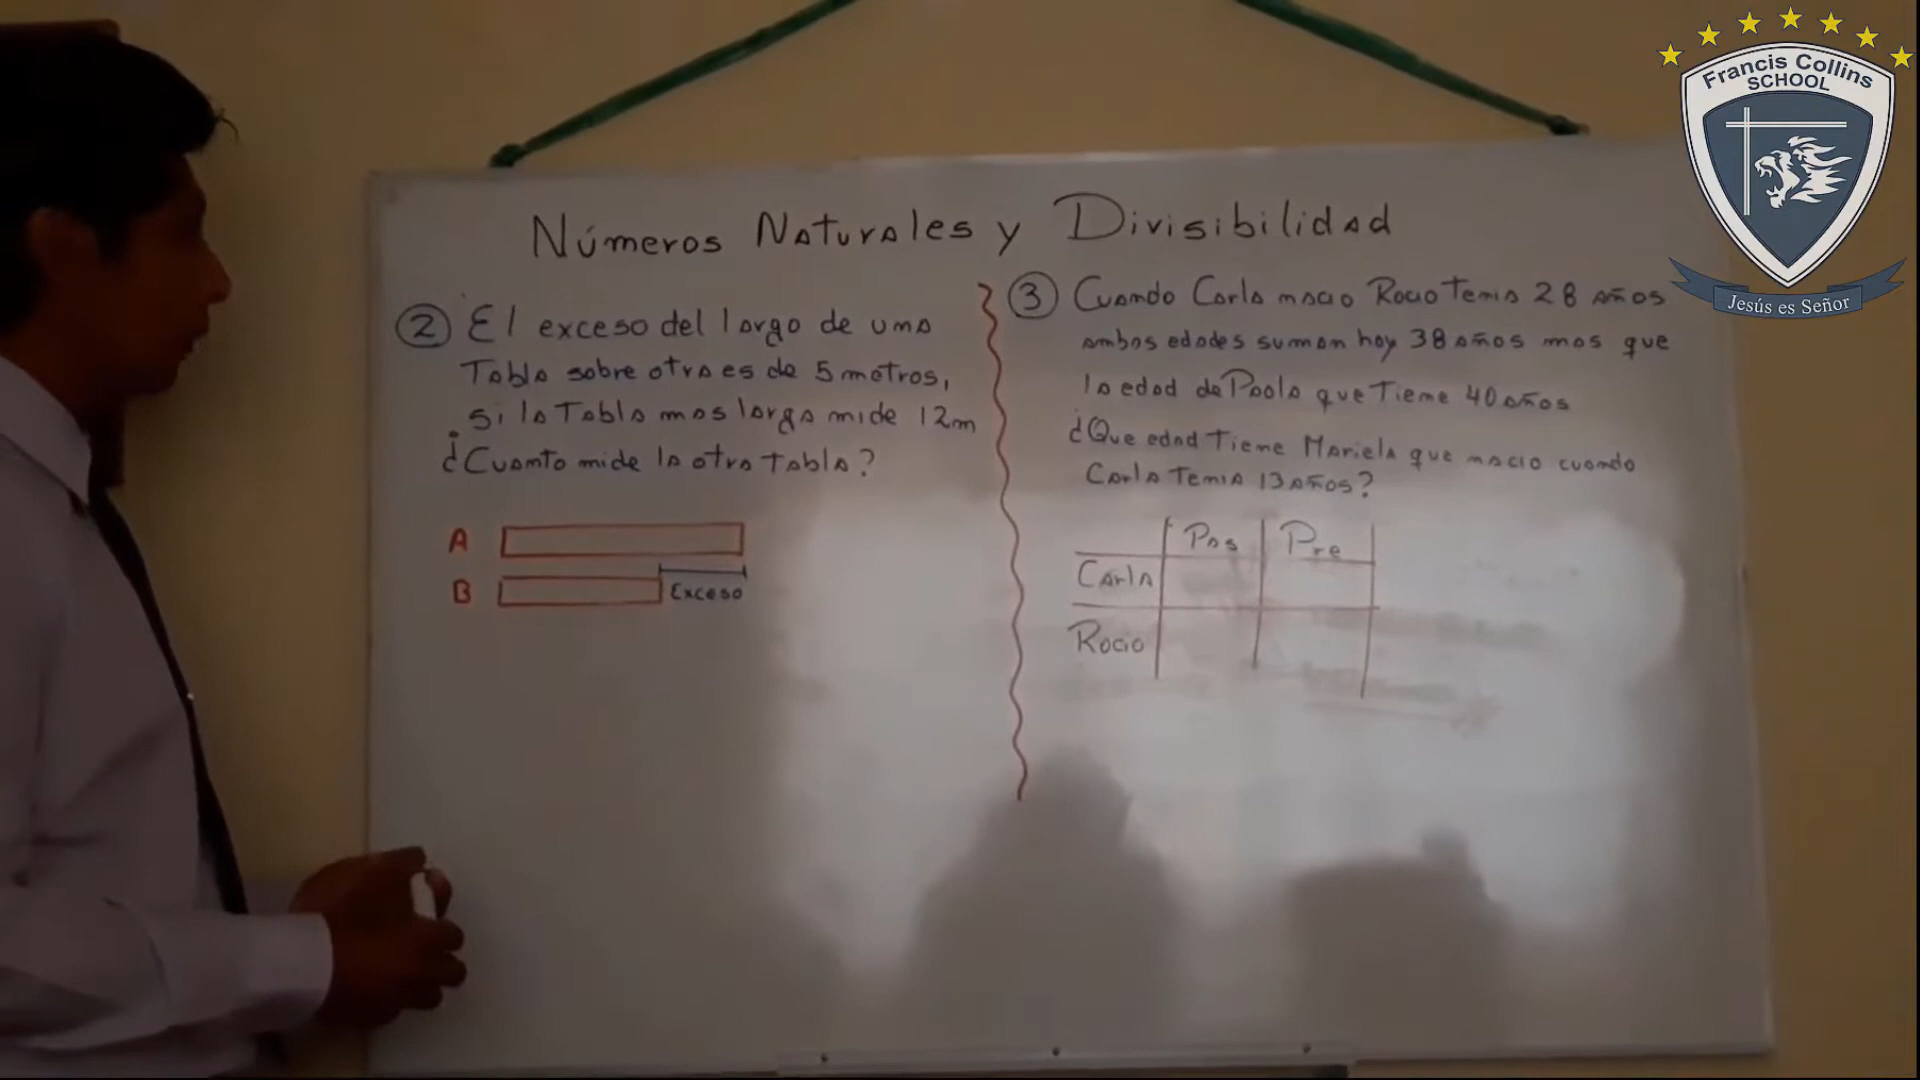 Francis Collins
SCHOOL
Jesús es Señor
Números Naturales y Divisibilidad
2 El exceso del largo de una
Tabla sobre otra es de 5 metros,
si la Tabla mas larga mide 12m
¿Cuanto mide la otra tabla?
A
B Exceso
3 Cuando Carla nacio Rocio Tenia 28 años
ambos edades suman hoy 38 años mas que
la edad de Paola que Tiene 40 años
¿Que edad Tiene Mariela que nacio cuando
Carla Tenia 13 años?
Pas Pre
Carla
Rocio